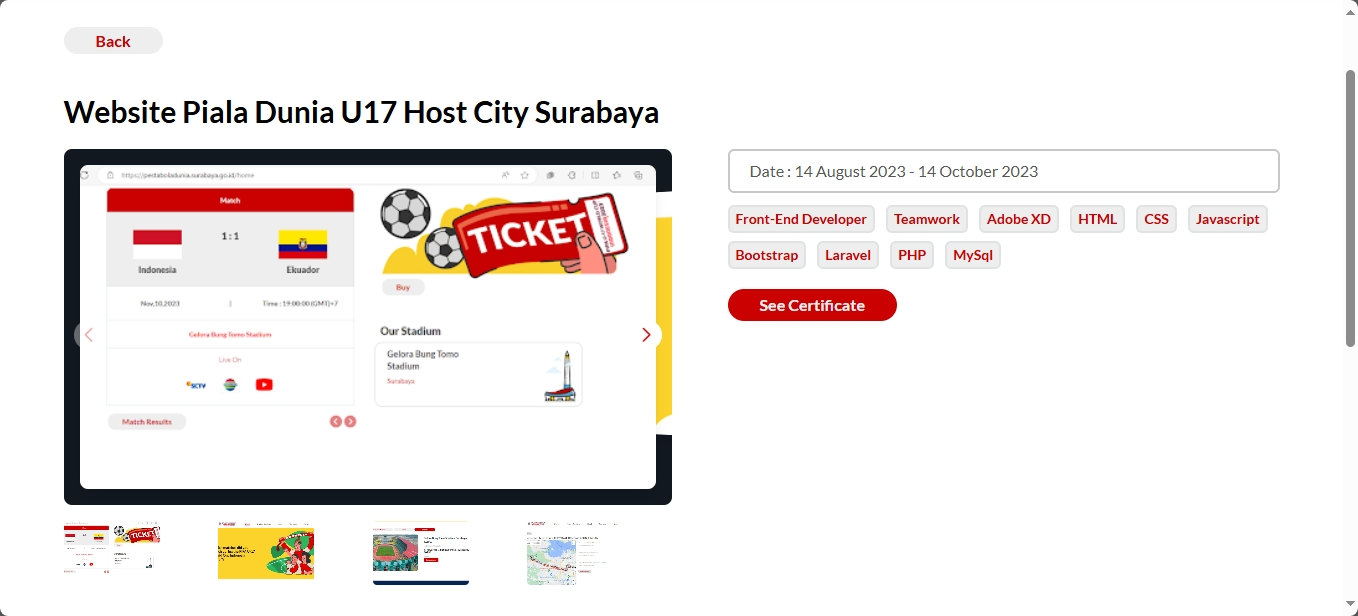 Back
Website Piala Dunia U17 Host City Surabaya
https://pestaboladunia.surabaya.go.id/home
Match
1 : 1
Indonesia
Ekuador
Nov,10,2023 | Time : 19:00:00 (GMT)+7
Gelora Bung Tomo Stadium
Live On
SCTV
Match Results
TICKET
Buy
Our Stadium
Gelora Bung Tomo
Stadium
Surabaya
Date : 14 August 2023 - 14 October 2023
Front-End Developer
Teamwork
Adobe XD
HTML
CSS
Javascript
Bootstrap
Laravel
PHP
MySql
See Certificate
TICKET